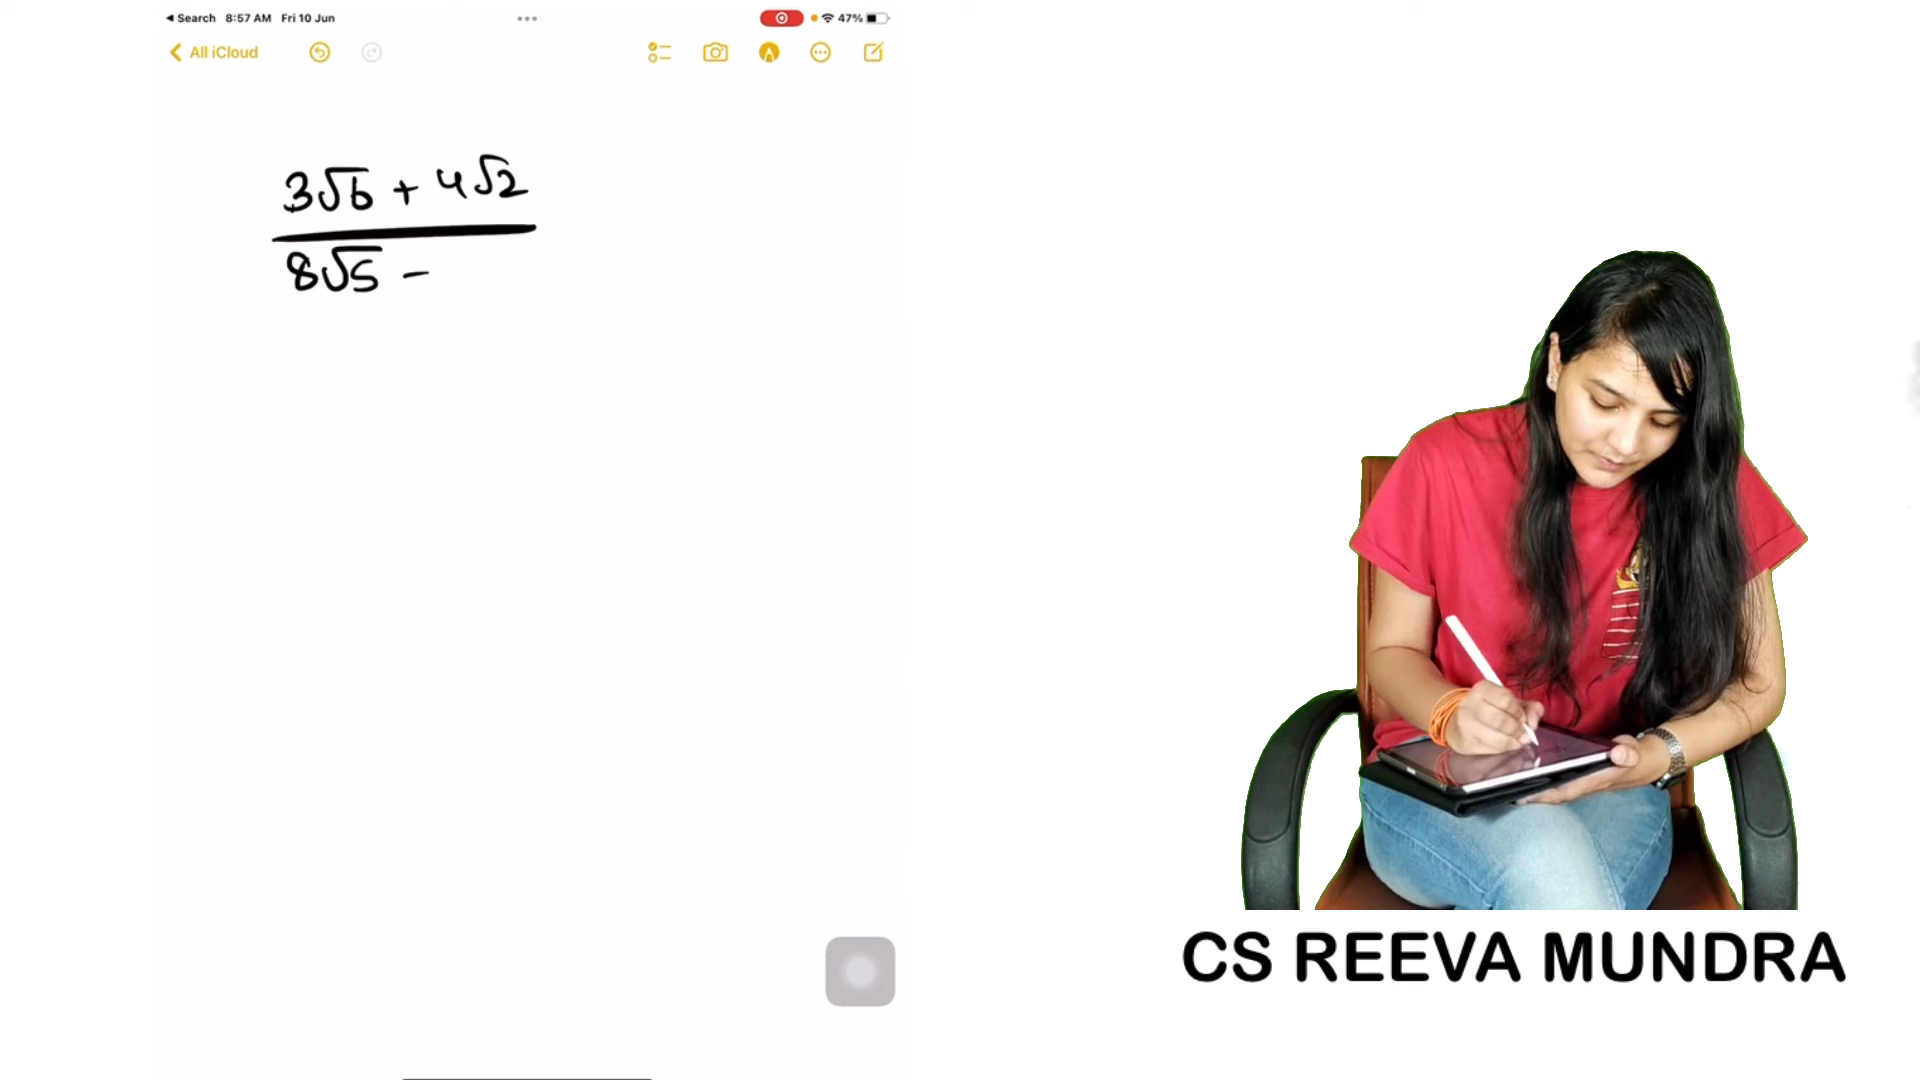 Search 8:57 AM Fri 10 Jun 47%
All iCloud
3√6 + 4√2
8√5 −
CS REEVA MUNDRA